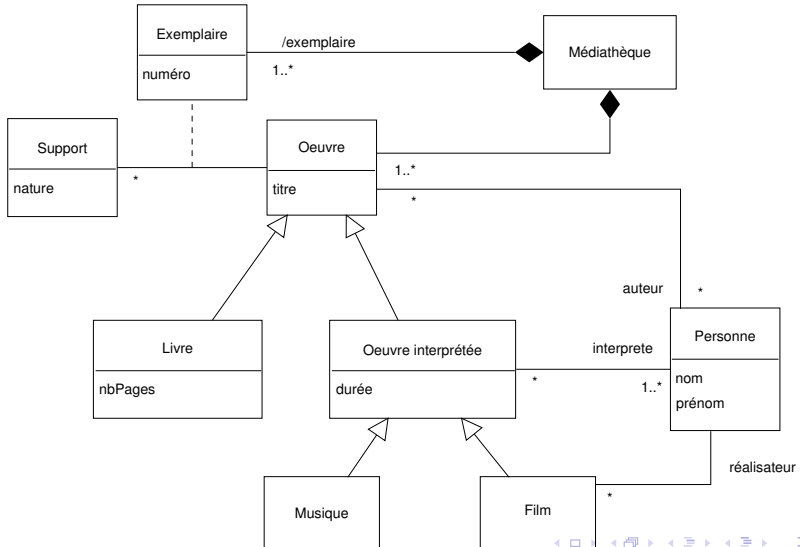 Exemplaire
numéro
/exemplaire
1..*
Médiathèque
Support
nature
*
Oeuvre
titre
1..*
*
auteur
*
Livre
nbPages
Oeuvre interprétée
durée
*
interprete
1..*
Personne
nom
prénom
réalisateur
*
Musique
Film